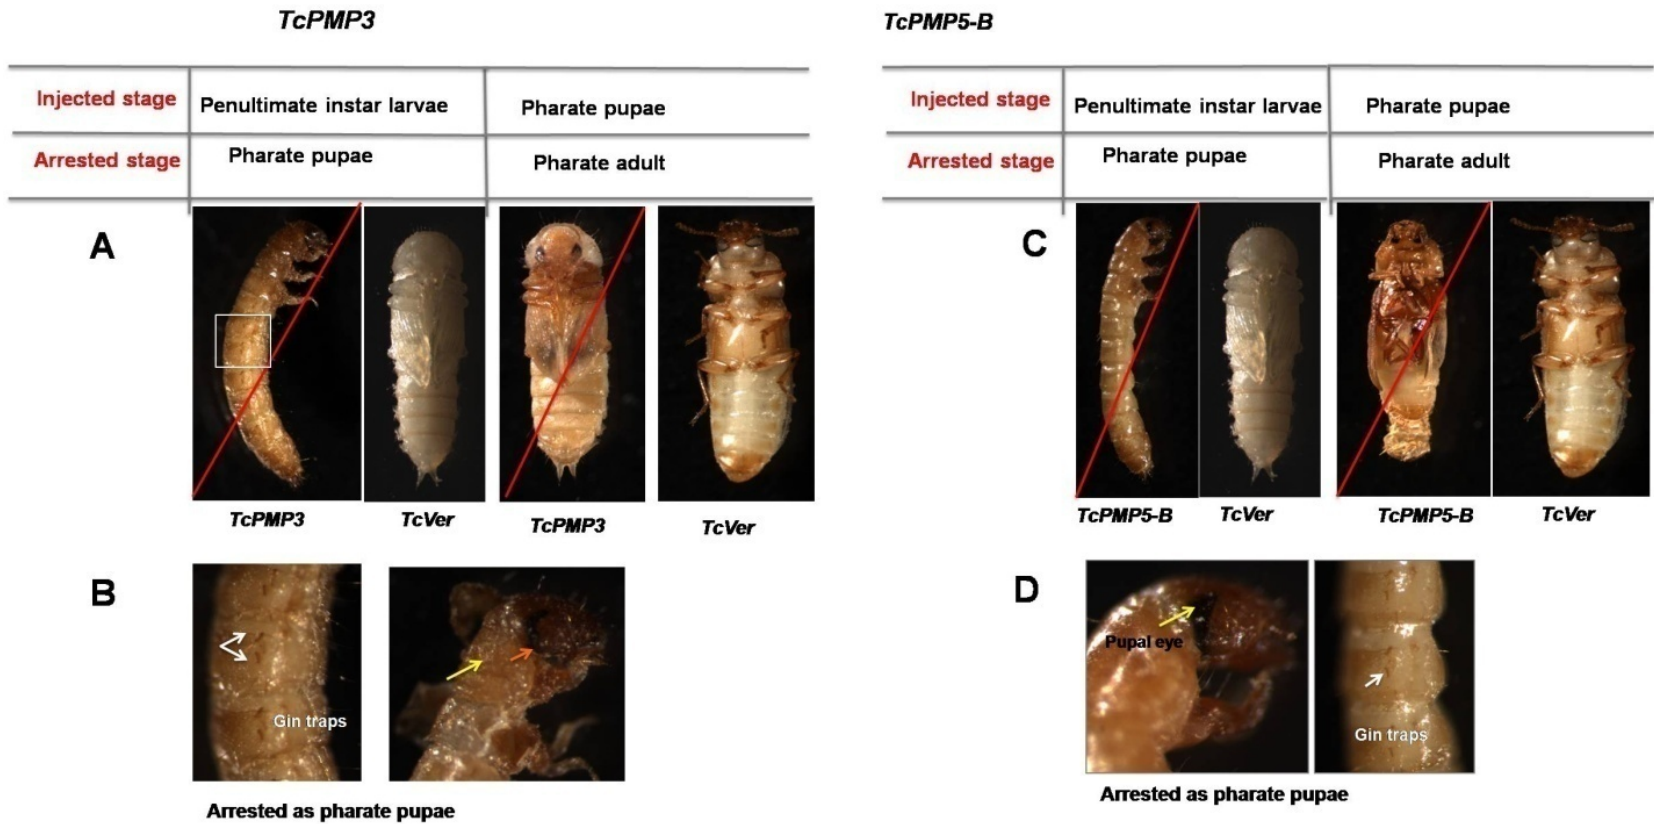 TcPMP3
Injected stage
Penultimate instar larvae
Pharate pupae
Arrested stage
Pharate pupae
Pharate adult
A
TcPMP3
TcVer
TcPMP3
TcVer
B
Gin traps
Arrested as pharate pupae
TcPMP5-B
Injected stage
Penultimate instar larvae
Pharate pupae
Arrested stage
Pharate pupae
Pharate adult
C
TcPMP5-B
TcVer
TcPMP5-B
TcVer
D
Pupal eye
Gin traps
Arrested as pharate pupae